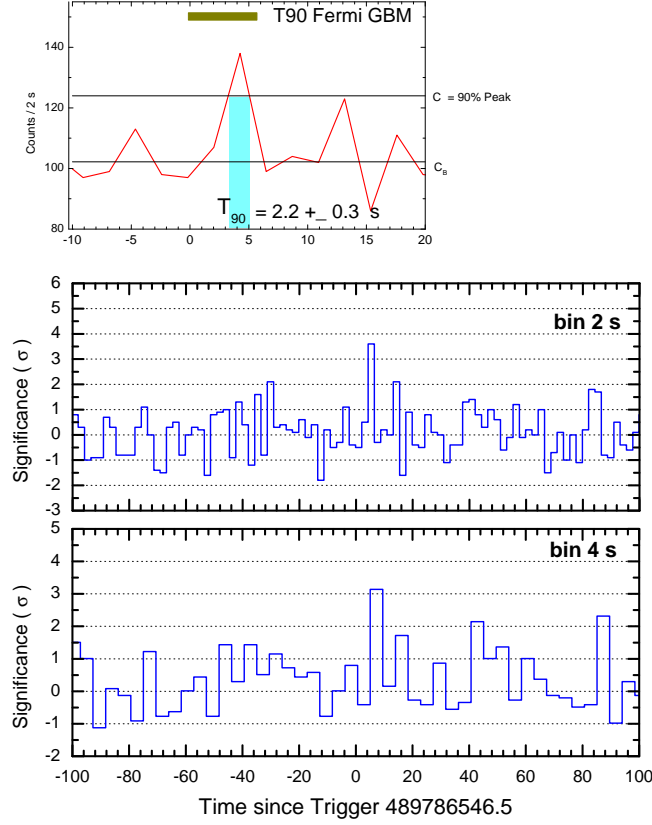 T90 Fermi GBM
140
120
100
80
Counts / 2 s
C = 90% Peak
C_B
T_90 = 2.2 +_ 0.3 s
-10 -5 0 5 10 15 20
6
5
4
3
2
1
0
-1
-2
-3
Significance ( σ )
bin 2 s
5
4
3
2
1
0
-1
-2
Significance ( σ )
bin 4 s
-100 -80 -60 -40 -20 0 20 40 60 80 100
Time since Trigger 489786546.5